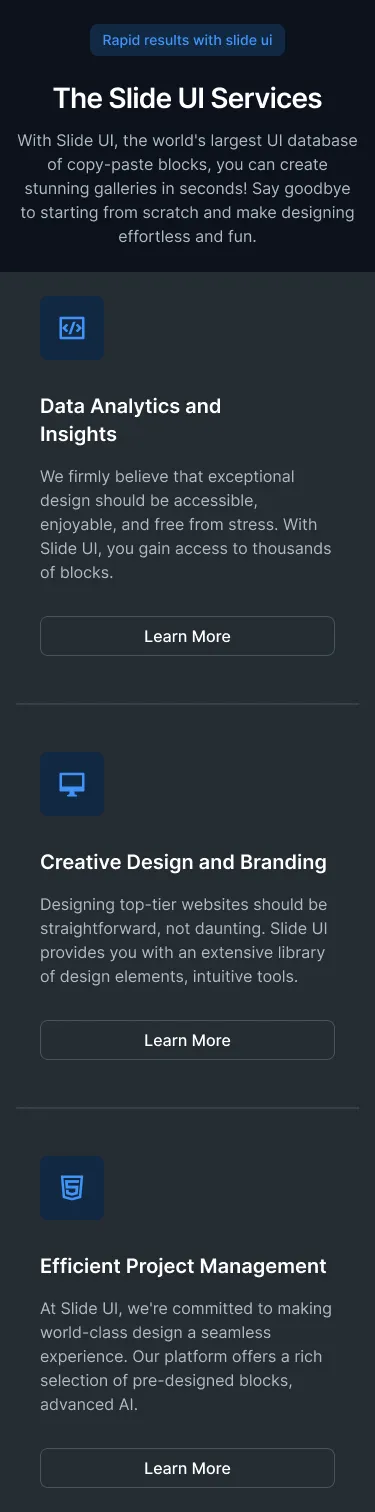 Rapid results with slide ui
The Slide UI Services
With Slide UI, the world's largest UI database
of copy-paste blocks, you can create
stunning galleries in seconds! Say goodbye
to starting from scratch and make designing
effortless and fun.
Data Analytics and
Insights
We firmly believe that exceptional
design should be accessible,
enjoyable, and free from stress. With
Slide UI, you gain access to thousands
of blocks.
Learn More
Creative Design and Branding
Designing top-tier websites should be
straightforward, not daunting. Slide UI
provides you with an extensive library
of design elements, intuitive tools.
Learn More
Efficient Project Management
At Slide UI, we're committed to making
world-class design a seamless
experience. Our platform offers a rich
selection of pre-designed blocks,
advanced AI.
Learn More